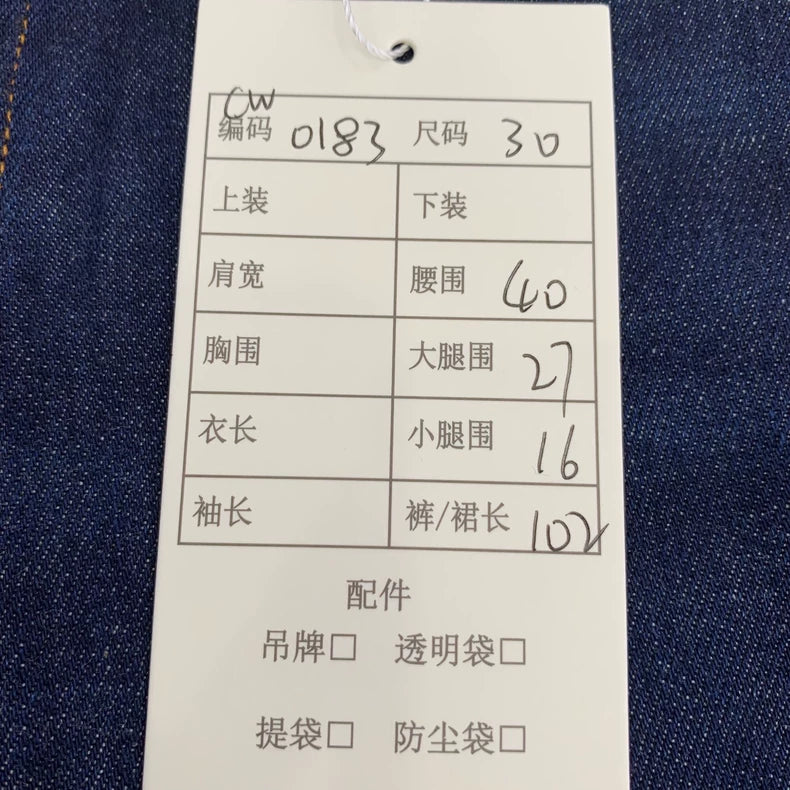 CW
编码 0183 尺码 30
上装 下装
肩宽 腰围 40
胸围 大腿围 27
衣长 小腿围 16
袖长 裤/裙长 102
配件
吊牌□ 透明袋□
提袋□ 防尘袋□